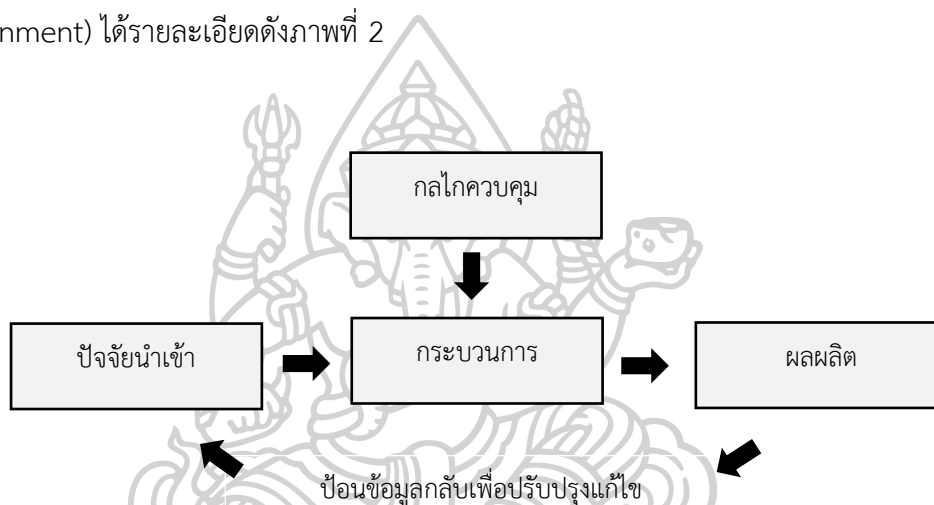 nment) ได้รายละเอียดดังภาพที่ 2
กลไกควบคุม
ปัจจัยนำเข้า
กระบวนการ
ผลผลิต
ป้อนข้อมูลกลับเพื่อปรับปรุงแก้ไข